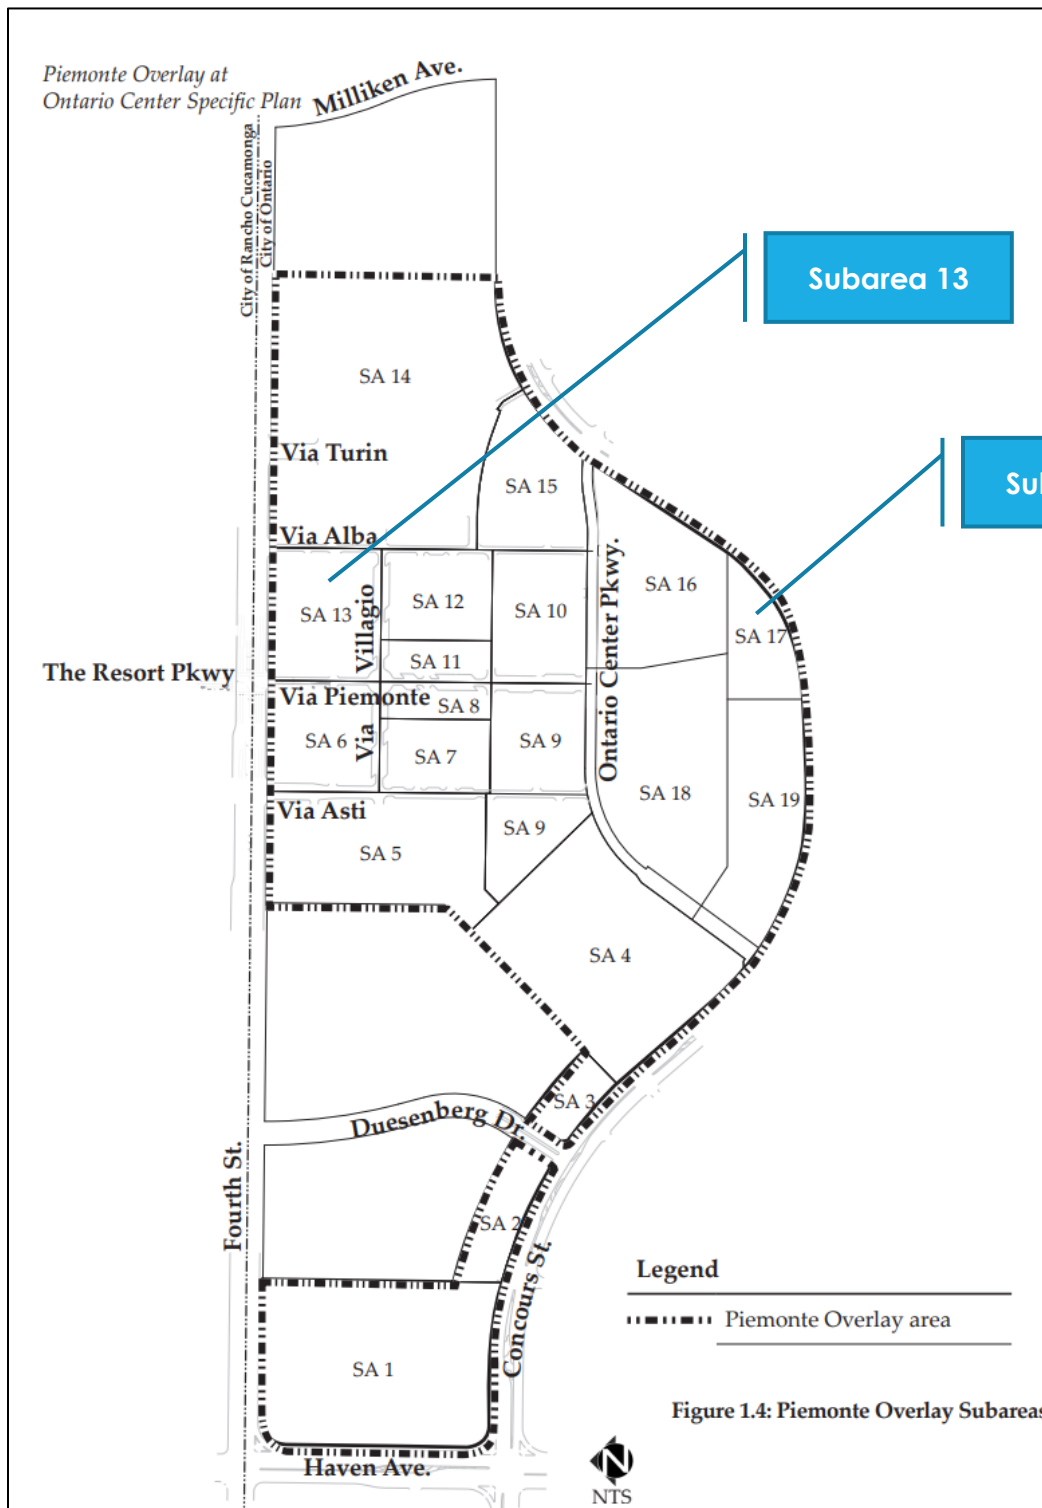 Piemonte Overlay at
Ontario Center Specific Plan
Milliken Ave.
City of Rancho Cucamonga
City of Ontario
Subarea 13
SA 14
Via Turin
Sub
SA 15
Via Alba
Ontario Center Pkwy.
SA 16
SA 13
Via Villagio
SA 12
SA 10
SA 17
SA 11
The Resort Pkwy
Via Piemonte
SA 8
SA 6
SA 7
SA 9
SA 18
SA 19
Via Asti
SA 9
SA 5
SA 4
SA 3
Duesenberg Dr.
Fourth St.
SA 2
Concours St.
Legend
Piemonte Overlay area
SA 1
Figure 1.4: Piemonte Overlay Subareas
Haven Ave.
N
NTS